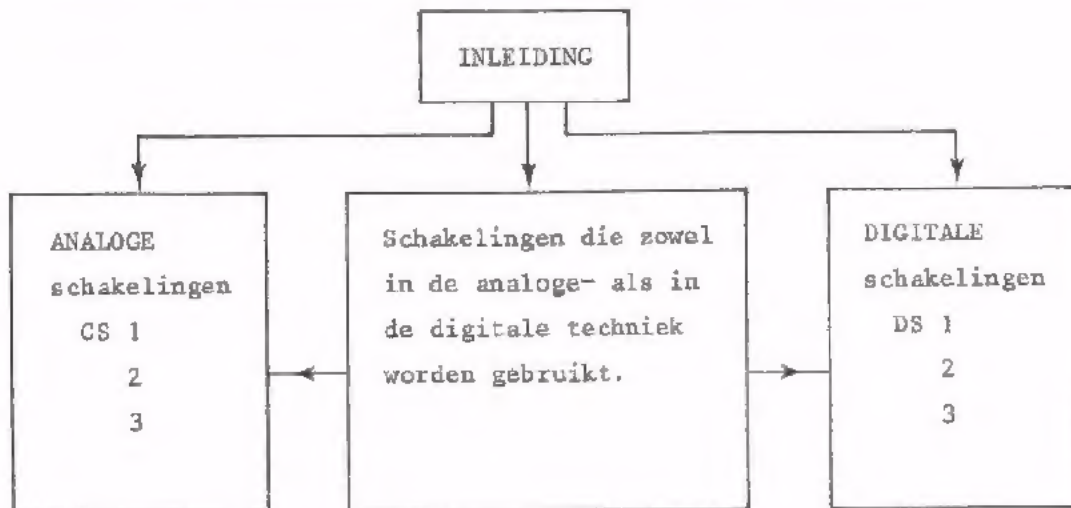 INLEIDING
ANALOGE
schakelingen
CS 1
2
3
Schakelingen die zowel
in de analoge- als in
de digitale techniek
worden gebruikt.
DIGITALE
schakelingen
DS 1
2
3